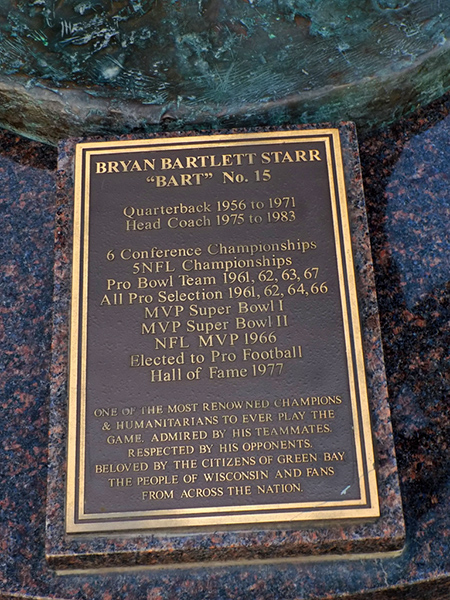 BRYAN BARTLETT STARR
"BART" No. 15
Quarterback 1956 to 1971
Head Coach 1975 to 1983
6 Conference Championships
5NFL Championships
Pro Bowl Team 1961, 62, 63, 67
All Pro Selection 1961, 62, 64, 66
MVP Super Bowl I
MVP Super Bowl II
NFL MVP 1966
Elected to Pro Football
Hall of Fame 1977
ONE OF THE MOST RENOWNED CHAMPIONS
& HUMANITARIANS TO EVER PLAY THE
GAME. ADMIRED BY HIS TEAMMATES.
RESPECTED BY HIS OPPONENTS.
BELOVED BY THE CITIZENS OF GREEN BAY
THE PEOPLE OF WISCONSIN AND FANS
FROM ACROSS THE NATION.